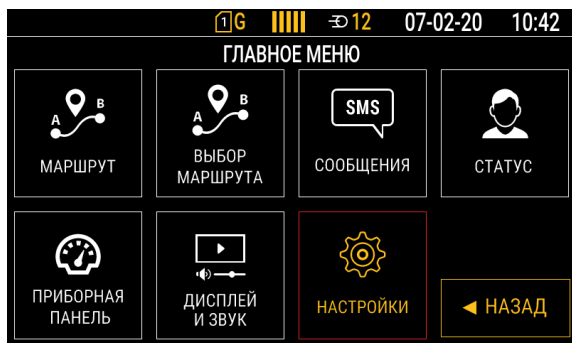 1 G 12 07-02-20 10:42
ГЛАВНОЕ МЕНЮ
A B
МАРШРУТ
A B
ВЫБОР
МАРШРУТА
SMS
СООБЩЕНИЯ
СТАТУС
ПРИБОРНАЯ
ПАНЕЛЬ
ДИСПЛЕЙ
И ЗВУК
НАСТРОЙКИ
НАЗАД